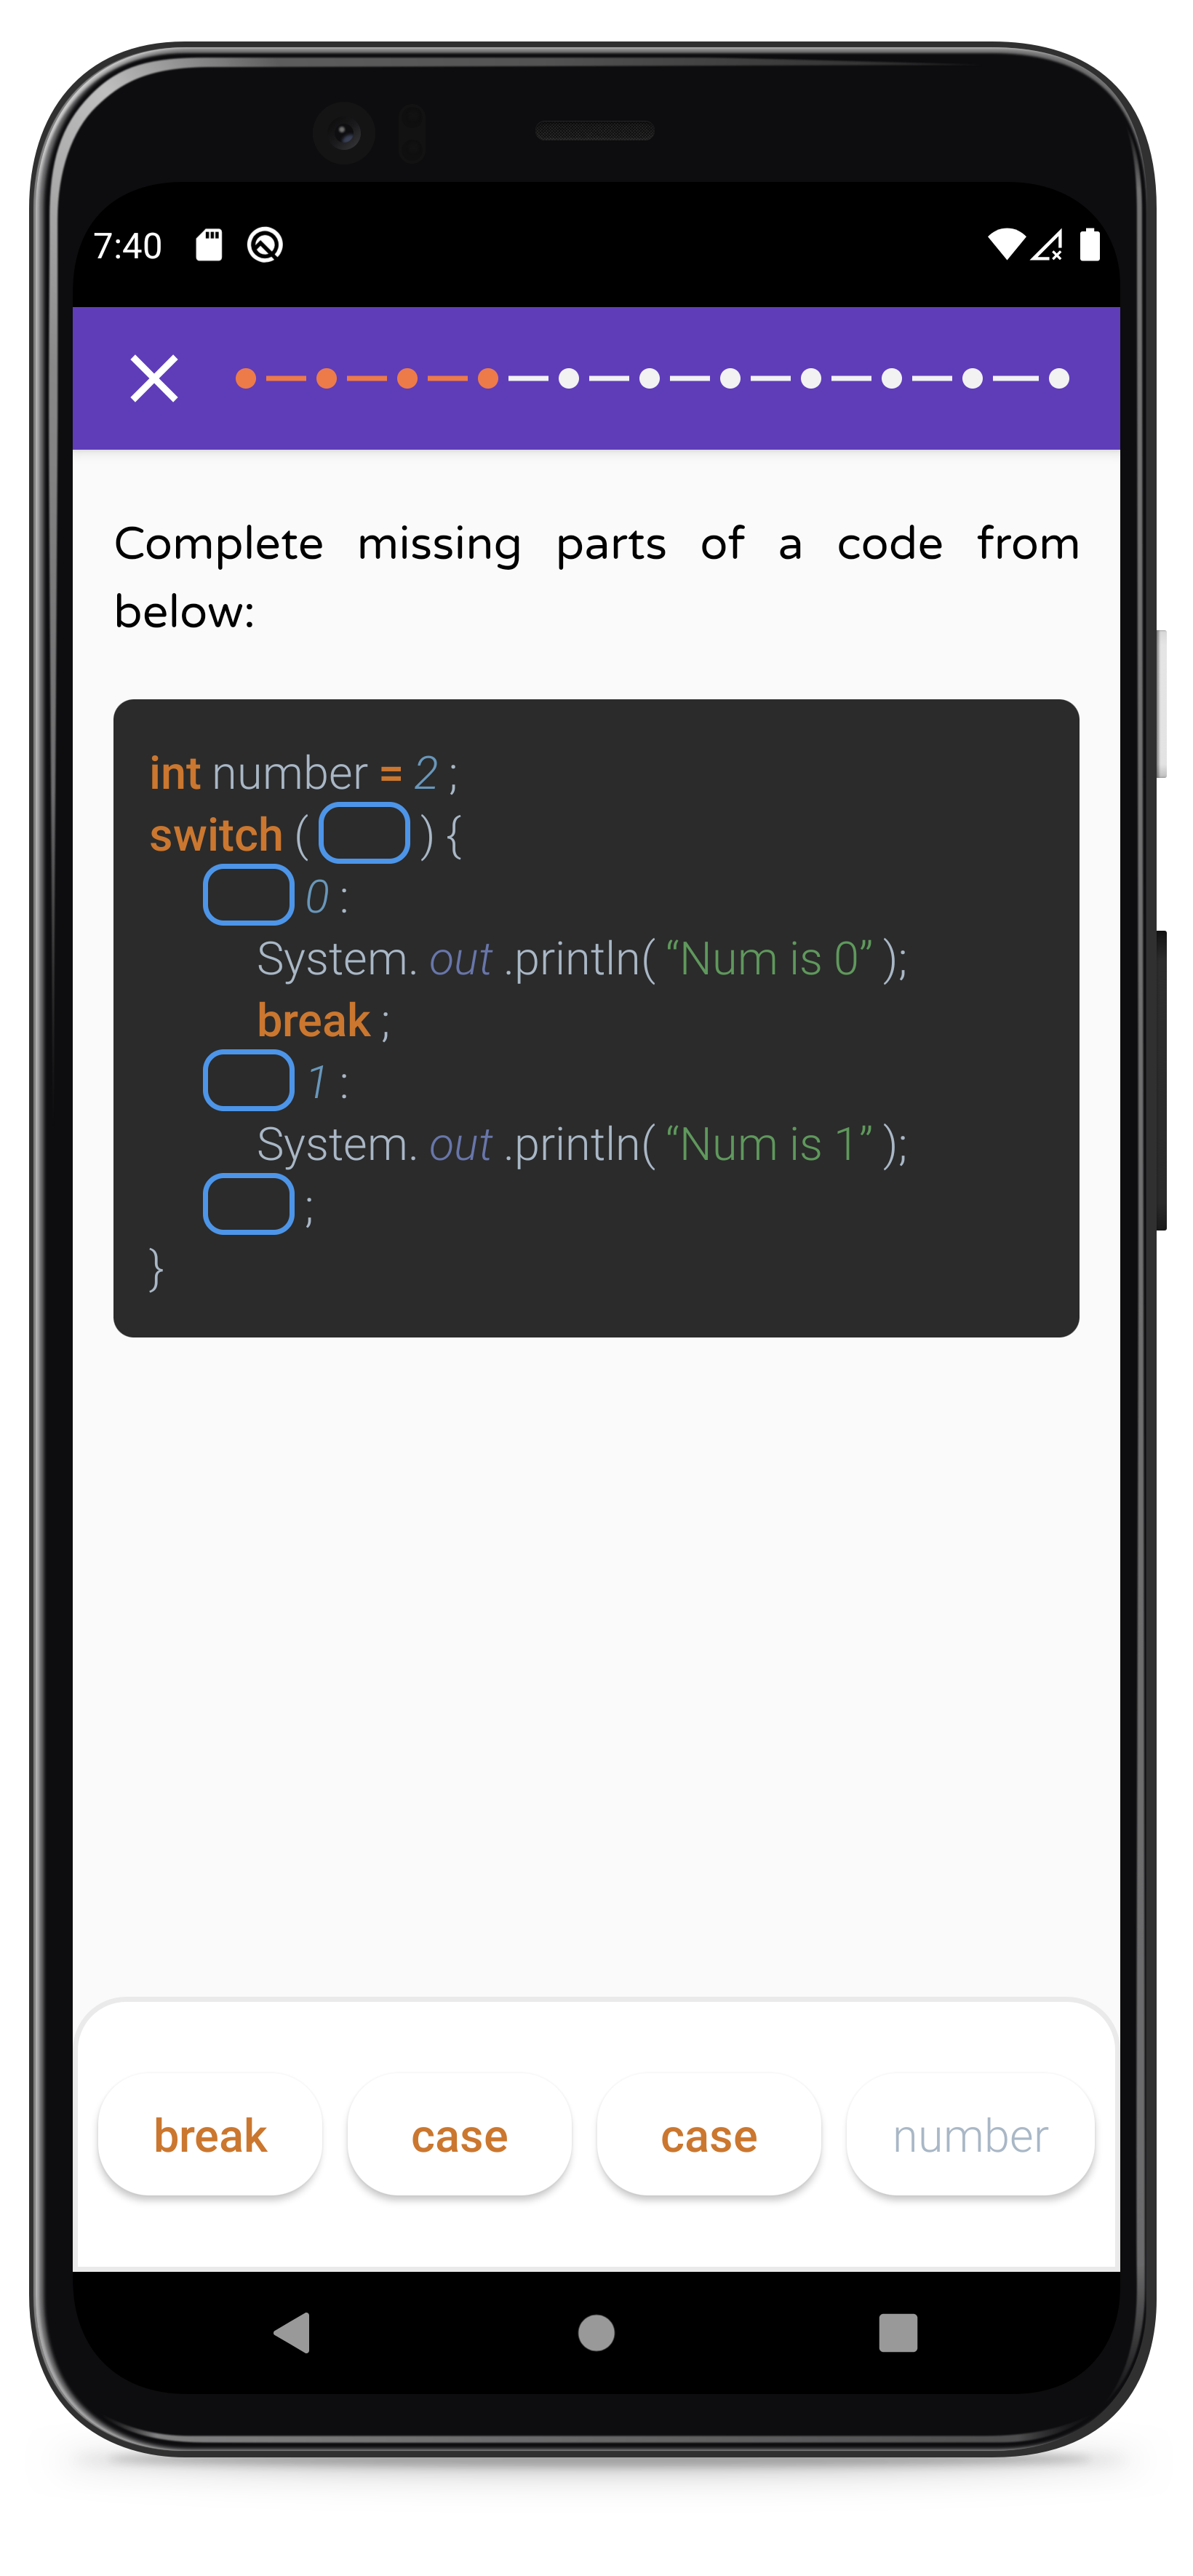 7:40
Complete missing parts of a code from
below:
int number = 2 ;
switch ( ) {
0 :
System. out .println( “Num is 0” );
break ;
1 :
System. out .println( “Num is 1” );
;
}
break case case number